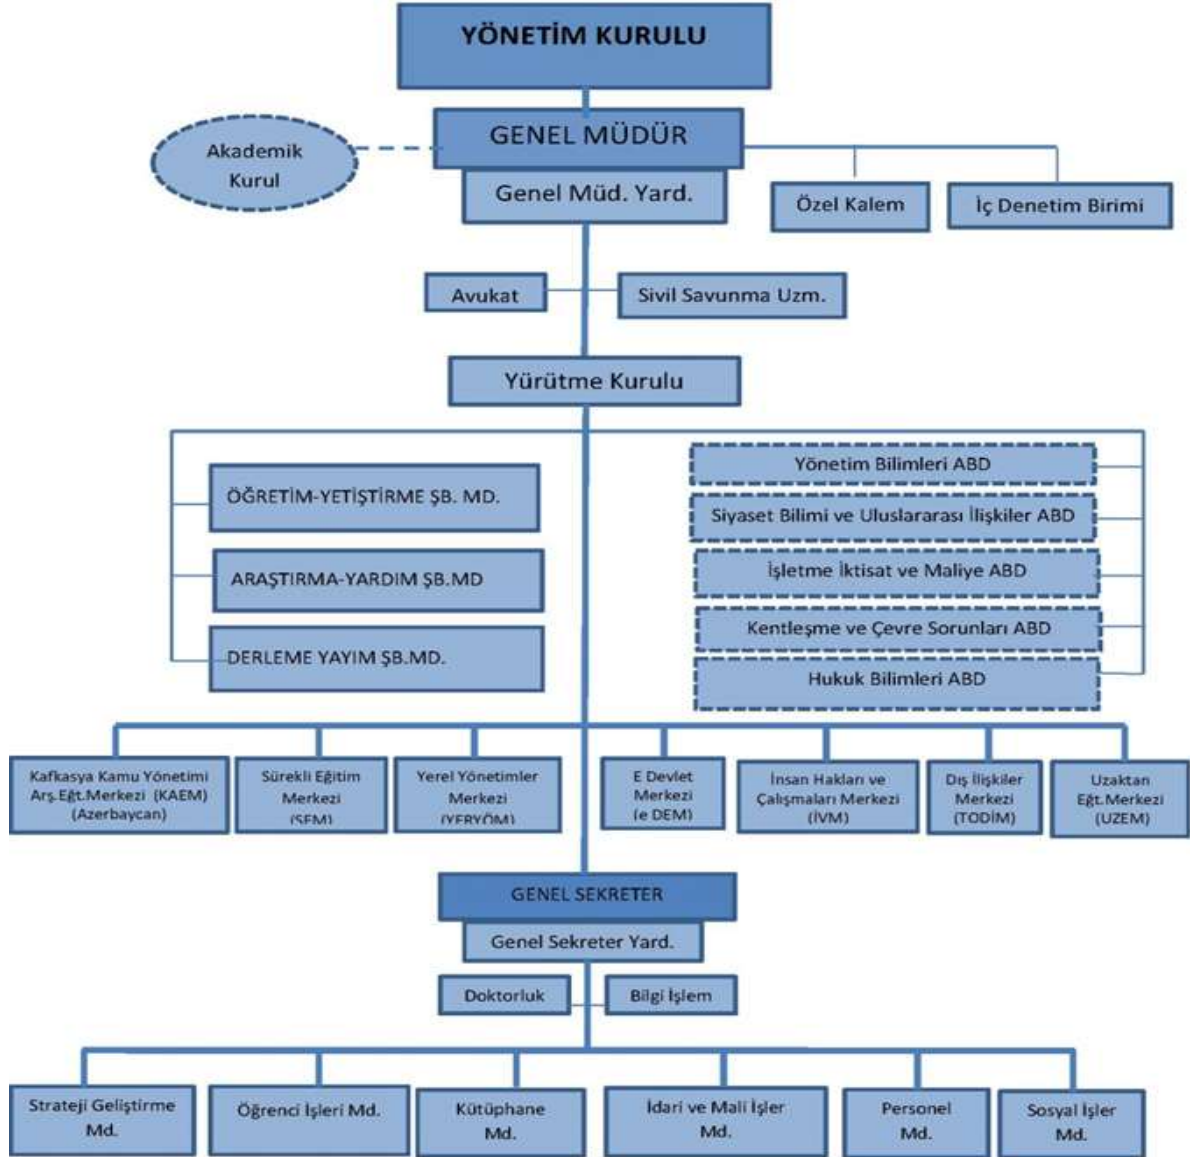 YÖNETİM KURULU
GENEL MÜDÜR
Akademik
Kurul
Genel Müd. Yard.
Özel Kalem
İç Denetim Birimi
Avukat
Sivil Savunma Uzm.
Yürütme Kurulu
ÖĞRETİM-YETİŞTİRME ŞB. MD.
ARAŞTIRMA-YARDIM ŞB.MD
DERLEME YAYIM ŞB.MD.
Yönetim Bilimleri ABD
Siyaset Bilimi ve Uluslararası İlişkiler ABD
İşletme İktisat ve Maliye ABD
Kentleşme ve Çevre Sorunları ABD
Hukuk Bilimleri ABD
Kafkasya Kamu Yönetimi
Arş.Eğt.Merkezi (KAEM)
(Azerbaycan)
Sürekli Eğitim
Merkezi
(SEM)
Yerel Yönetimler
Merkezi
(YERYÖM)
E Devlet
Merkezi
(e DEM)
İnsan Hakları ve
Çalışmaları Merkezi
(İVM)
Dış İlişkiler
Merkezi
(TODİM)
Uzaktan
Eğt.Merkezi
(UZEM)
GENEL SEKRETER
Genel Sekreter Yard.
Doktorluk
Bilgi İşlem
Strateji Geliştirme
Md.
Öğrenci İşleri Md.
Kütüphane
Md.
İdari ve Mali İşler
Md.
Personel
Md.
Sosyal İşler
Md.